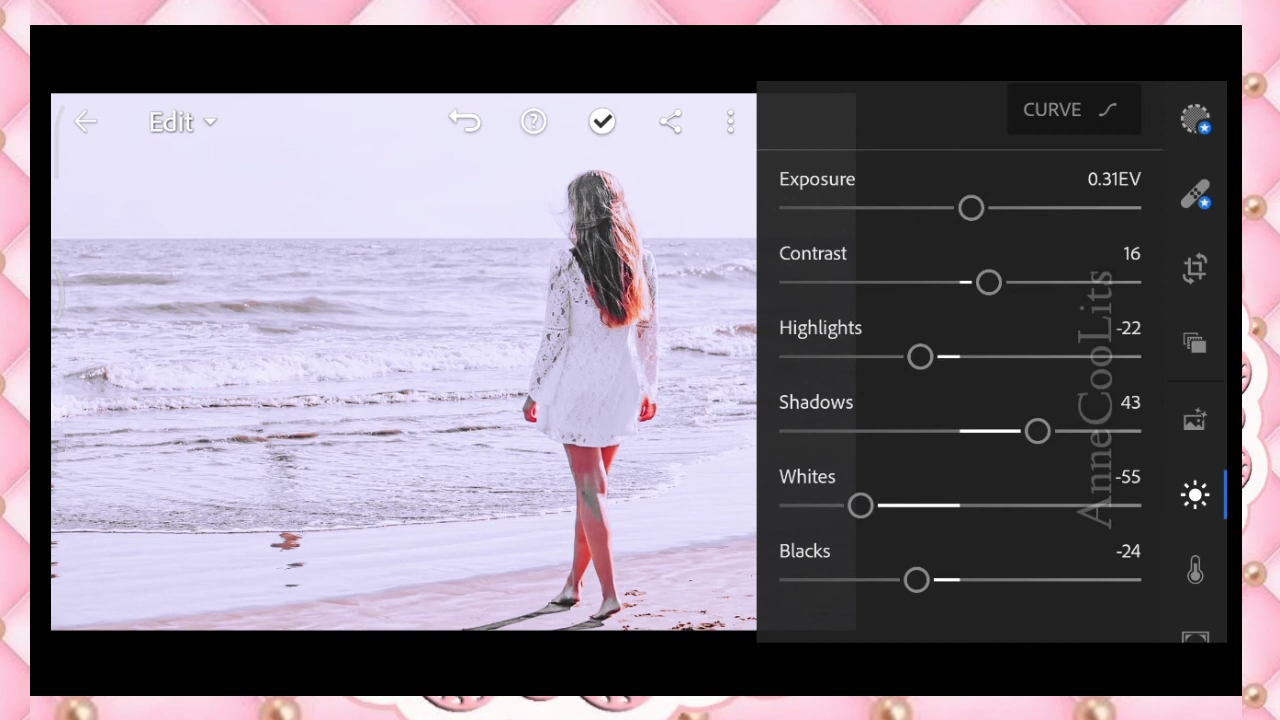 Edit
CURVE
Exposure 0.31EV
Contrast 16
Highlights -22
Shadows 43
Whites -55
Blacks -24
AnneCooLits